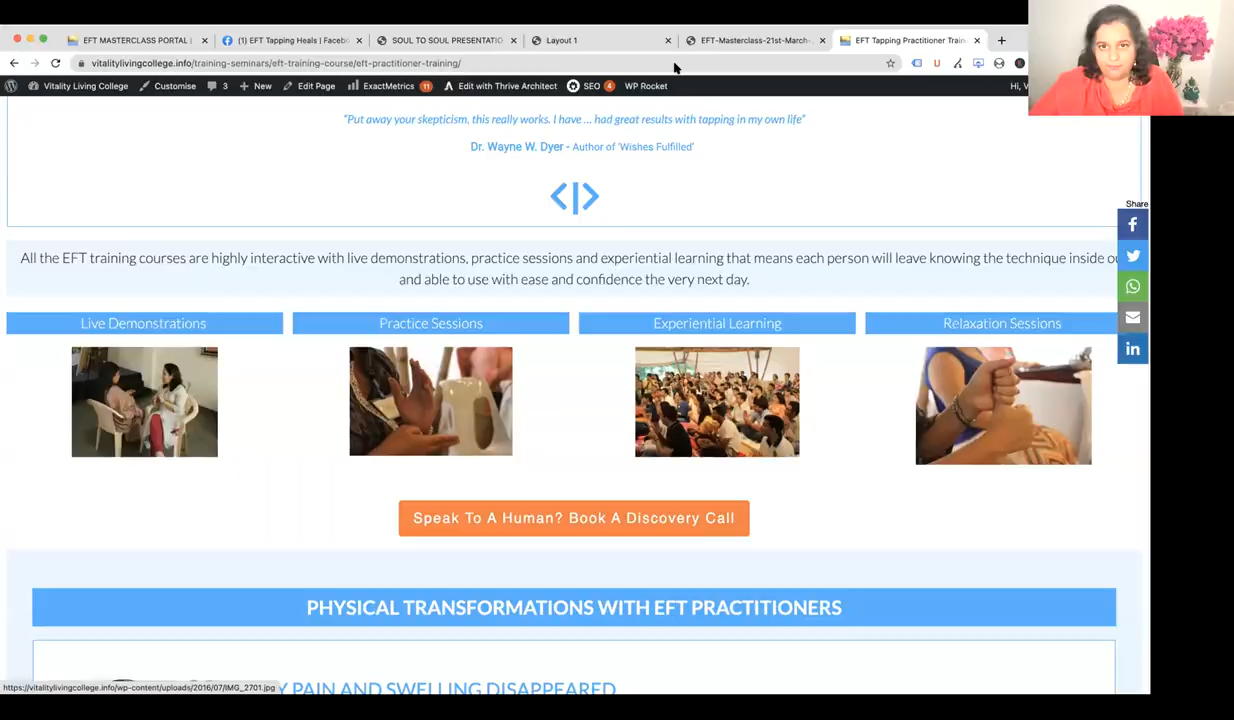 EFT MASTERCLASS PORTAL |
(1) EFT Tapping Heals | Facebo
SOUL TO SOUL PRESENTATIO
Layout 1
EFT-Masterclass-21st-March-
EFT Tapping Practitioner Train
vitalitylivingcollege.info/training-seminars/eft-training-course/eft-practitioner-training/
Vitality Living College
Customise
3
New
Edit Page
ExactMetrics 11
Edit with Thrive Architect
SEO 4
WP Rocket
Hi, V
“Put away your skepticism, this really works. I have ... had great results with tapping in my own life”
Dr. Wayne W. Dyer - Author of ‘Wishes Fulfilled’
Share
All the EFT training courses are highly interactive with live demonstrations, practice sessions and experiential learning that means each person will leave knowing the technique inside ou
and able to use with ease and confidence the very next day.
Live Demonstrations
Practice Sessions
Experiential Learning
Relaxation Sessions
Speak To A Human? Book A Discovery Call
PHYSICAL TRANSFORMATIONS WITH EFT PRACTITIONERS
Y PAIN AND SWELLING DISAPPEARED
https://vitalitylivingcollege.info/wp-content/uploads/2016/07/IMG_2701.jpg